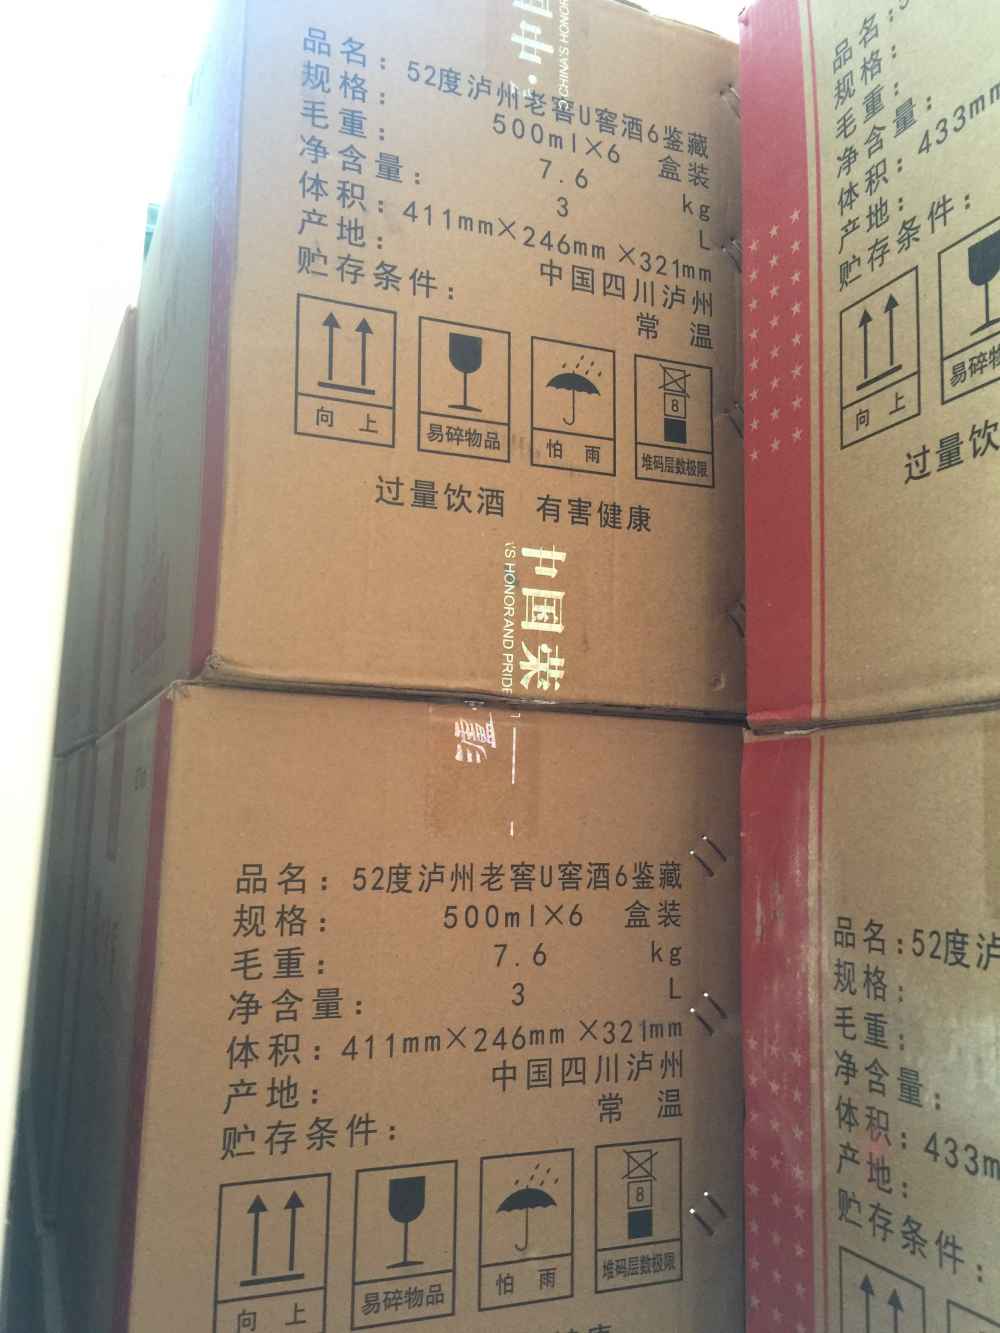 品名：52度泸州老窖U窖酒6鉴藏
规格：500ml×6 盒装
毛重：7.6 kg
净含量：3 L
体积：411mm×246mm×321mm
产地：中国四川泸州
贮存条件：常温
向上
易碎物品
怕雨
8
堆码层数极限
过量饮酒 有害健康
中国荣
'S HONOR AND PRIDE
品名：52度泸州老窖U窖酒6鉴藏
规格：500ml×6 盒装
毛重：7.6 kg
净含量：3 L
体积：411mm×246mm×321mm
产地：中国四川泸州
贮存条件：常温
向上
易碎物品
怕雨
8
堆码层数极限
品名：5
规格：
毛重：
净含量：
体积：433mm
产地：
贮存条件：
向上
易碎物
过量饮
品名：52度泸
规格：
毛重：
净含量：
体积：433m
产地：
贮存条件：